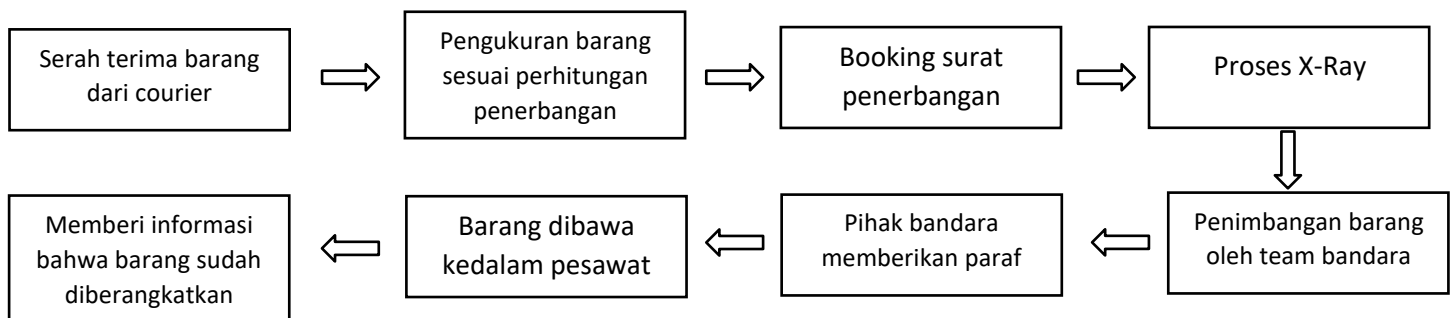 Serah terima barang
dari courier
Pengukuran barang
sesuai perhitungan
penerbangan
Booking surat
penerbangan
Proses X-Ray
Penimbangan barang
oleh team bandara
Pihak bandara
memberikan paraf
Barang dibawa
kedalam pesawat
Memberi informasi
bahwa barang sudah
diberangkatkan